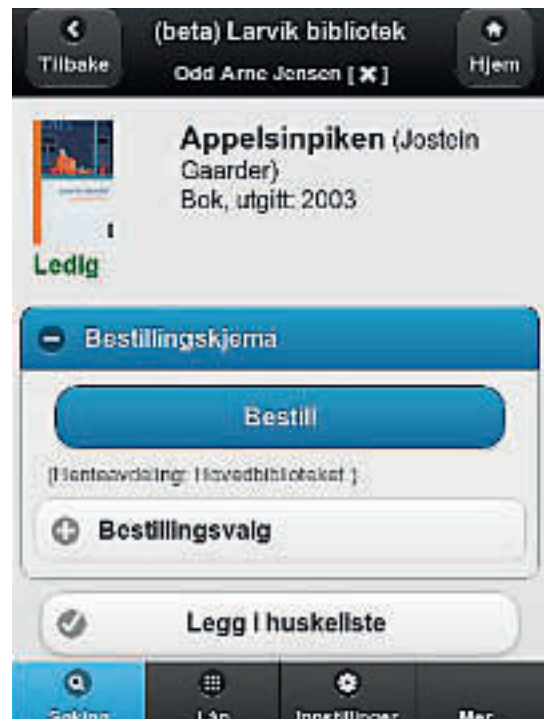 Tilbake
(beta) Larvik bibliotek
Hjem
Odd Arne Jensen [✖]
Appelsinpiken (Jostein
Gaarder)
Bok, utgitt: 2003
Ledig
Bestillingskjema
Bestill
(Henteavdeling: Hovedbiblioteket )
Bestillingsvalg
Legg i huskeliste
Søking
Lån
Innstillinger
Mer